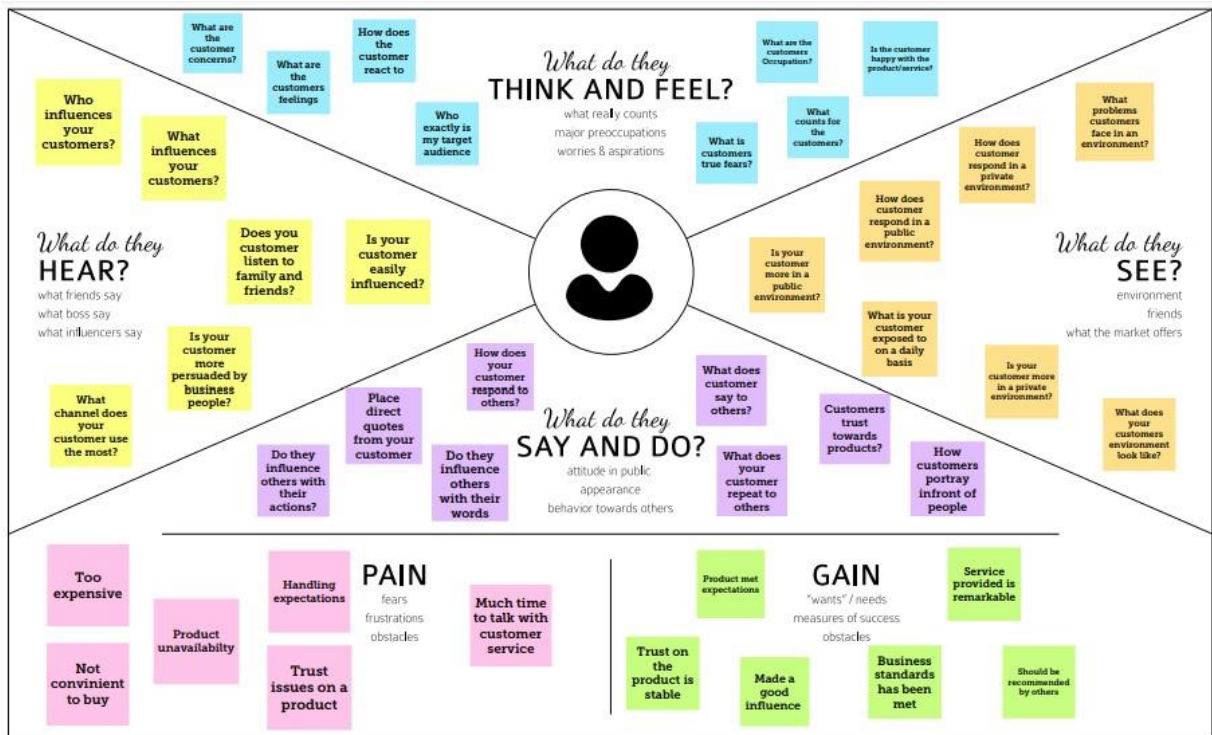 What are
the
customer
concerns?
What are
the
customers
feelings
How does
the
customer
react to
Who
exactly is
my target
audience
What do they
THINK AND FEEL?
what really counts
major preoccupations
worries & aspirations
What are the
customers
Occupation?
Is the customer
happy with the
product/service?
What
counts for
the
customers?
What is
customers
true fears?
Who
influences
your
customers?
What
influences
your
customers?
What do they
HEAR?
what friends say
what boss say
what influencers say
Does you
customer
listen to
family and
friends?
Is your
customer
easily
influenced?
Is your
customer
more
persuaded by
business
people?
What
channel does
your
customer use
the most?
What
problems
customers
face in an
environment?
How does
customer
respond in a
private
environment?
How does
customer
respond in a
public
environment?
Is your
customer
more in a
public
environment?
What do they
SEE?
environment
friends
what the market offers
What is your
customer
exposed to
on a daily
basis
Is your
customer more
in a private
environment?
What does
your
customers
environment
look like?
How does
your
customer
respond to
others?
Place
direct
quotes
from your
customer
Do they
influence
others with
their
actions?
Do they
influence
others
with their
words
What do they
SAY AND DO?
attitude in public
appearance
behavior towards others
What does
customer
say to
others?
What does
your
customer
repeat to
others
Customers
trust
towards
products?
How
customers
portray
infront of
people
PAIN
fears
frustrations
obstacles
Too
expensive
Product
unavailabilty
Handling
expectations
Much time
to talk with
customer
service
Not
convinient
to buy
Trust
issues on a
product
GAIN
"wants" / needs
measures of success
obstacles
Product met
expectations
Service
provided is
remarkable
Trust on
the
product is
stable
Made a
good
influence
Business
standards
has been
met
Should be
recommended
by others